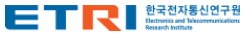 ETRI 한국전자통신연구원
Electronics and Telecommunications
Research Institute